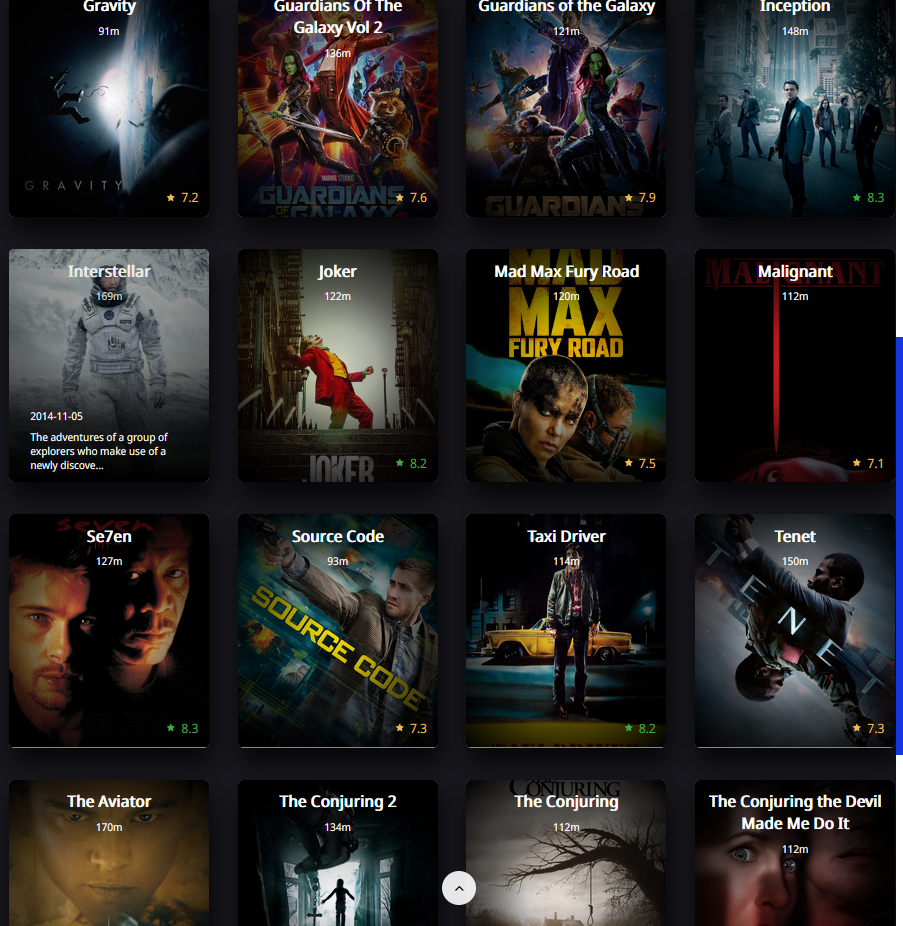 Gravity
91m
GRAVITY
7.2
Guardians Of The
Galaxy Vol 2
136m
MARVEL STUDIOS
GUARDIANS
OF
GALAXY
7.6
Guardians of the Galaxy
121m
GUARDIANS
7.9
Inception
148m
8.3
Interstellar
169m
2014-11-05
The adventures of a group of
explorers who make use of a
newly discove...
Joker
122m
JOKER
8.2
Mad Max Fury Road
120m
MAD
MAX
FURY ROAD
7.5
Malignant
112m
MALIGNANT
7.1
Se7en
127m
seven
8.3
Source Code
93m
SOURCE CODE
7.3
Taxi Driver
114m
TAXI DRIVER
8.2
Tenet
150m
TENET
7.3
The Aviator
170m
The Conjuring 2
134m
The Conjuring
112m
CONJURING
The Conjuring the Devil
Made Me Do It
112m